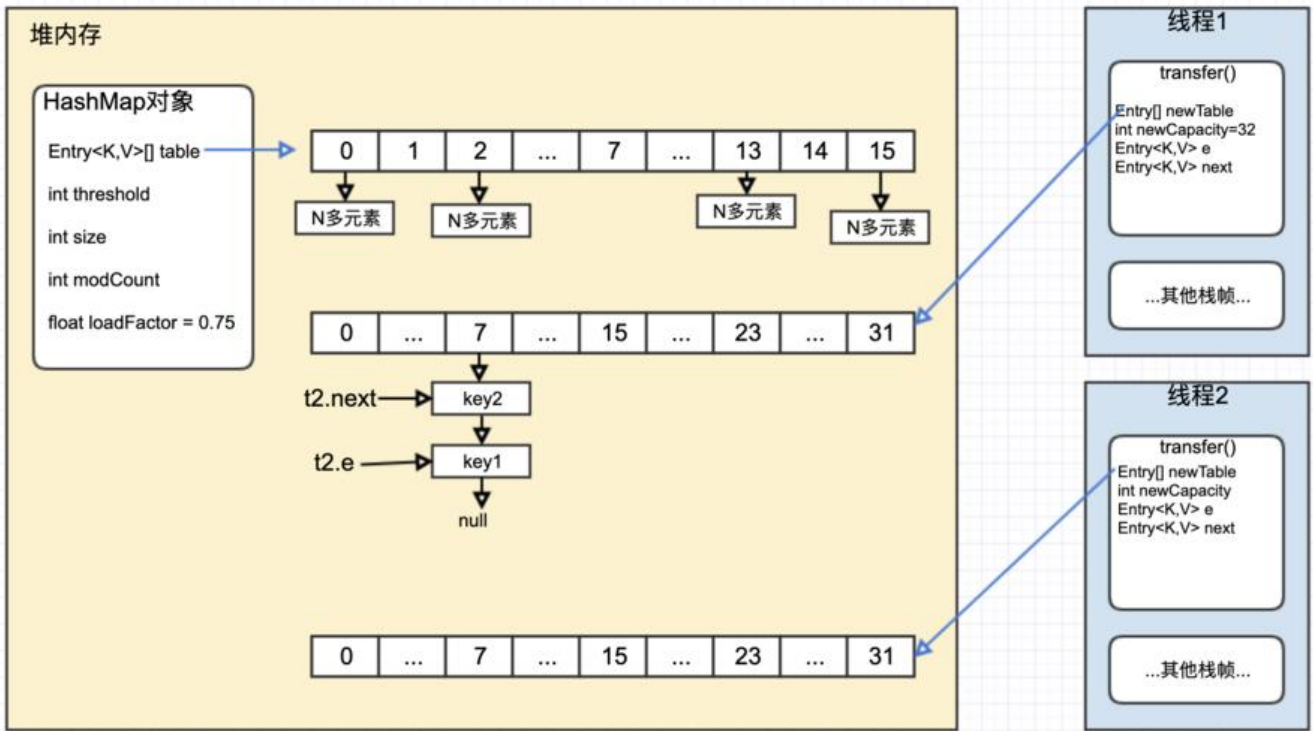 堆内存
HashMap对象
Entry<K,V>[] table
int threshold
int size
int modCount
float loadFactor = 0.75
0 1 2 ... 7 ... 13 14 15
N多元素 N多元素 N多元素 N多元素
0 ... 7 ... 15 ... 23 ... 31
t2.next key2
t2.e key1
null
0 ... 7 ... 15 ... 23 ... 31
线程1
transfer()
Entry[] newTable
int newCapacity=32
Entry<K,V> e
Entry<K,V> next
...其他栈帧...
线程2
transfer()
Entry[] newTable
int newCapacity
Entry<K,V> e
Entry<K,V> next
...其他栈帧...